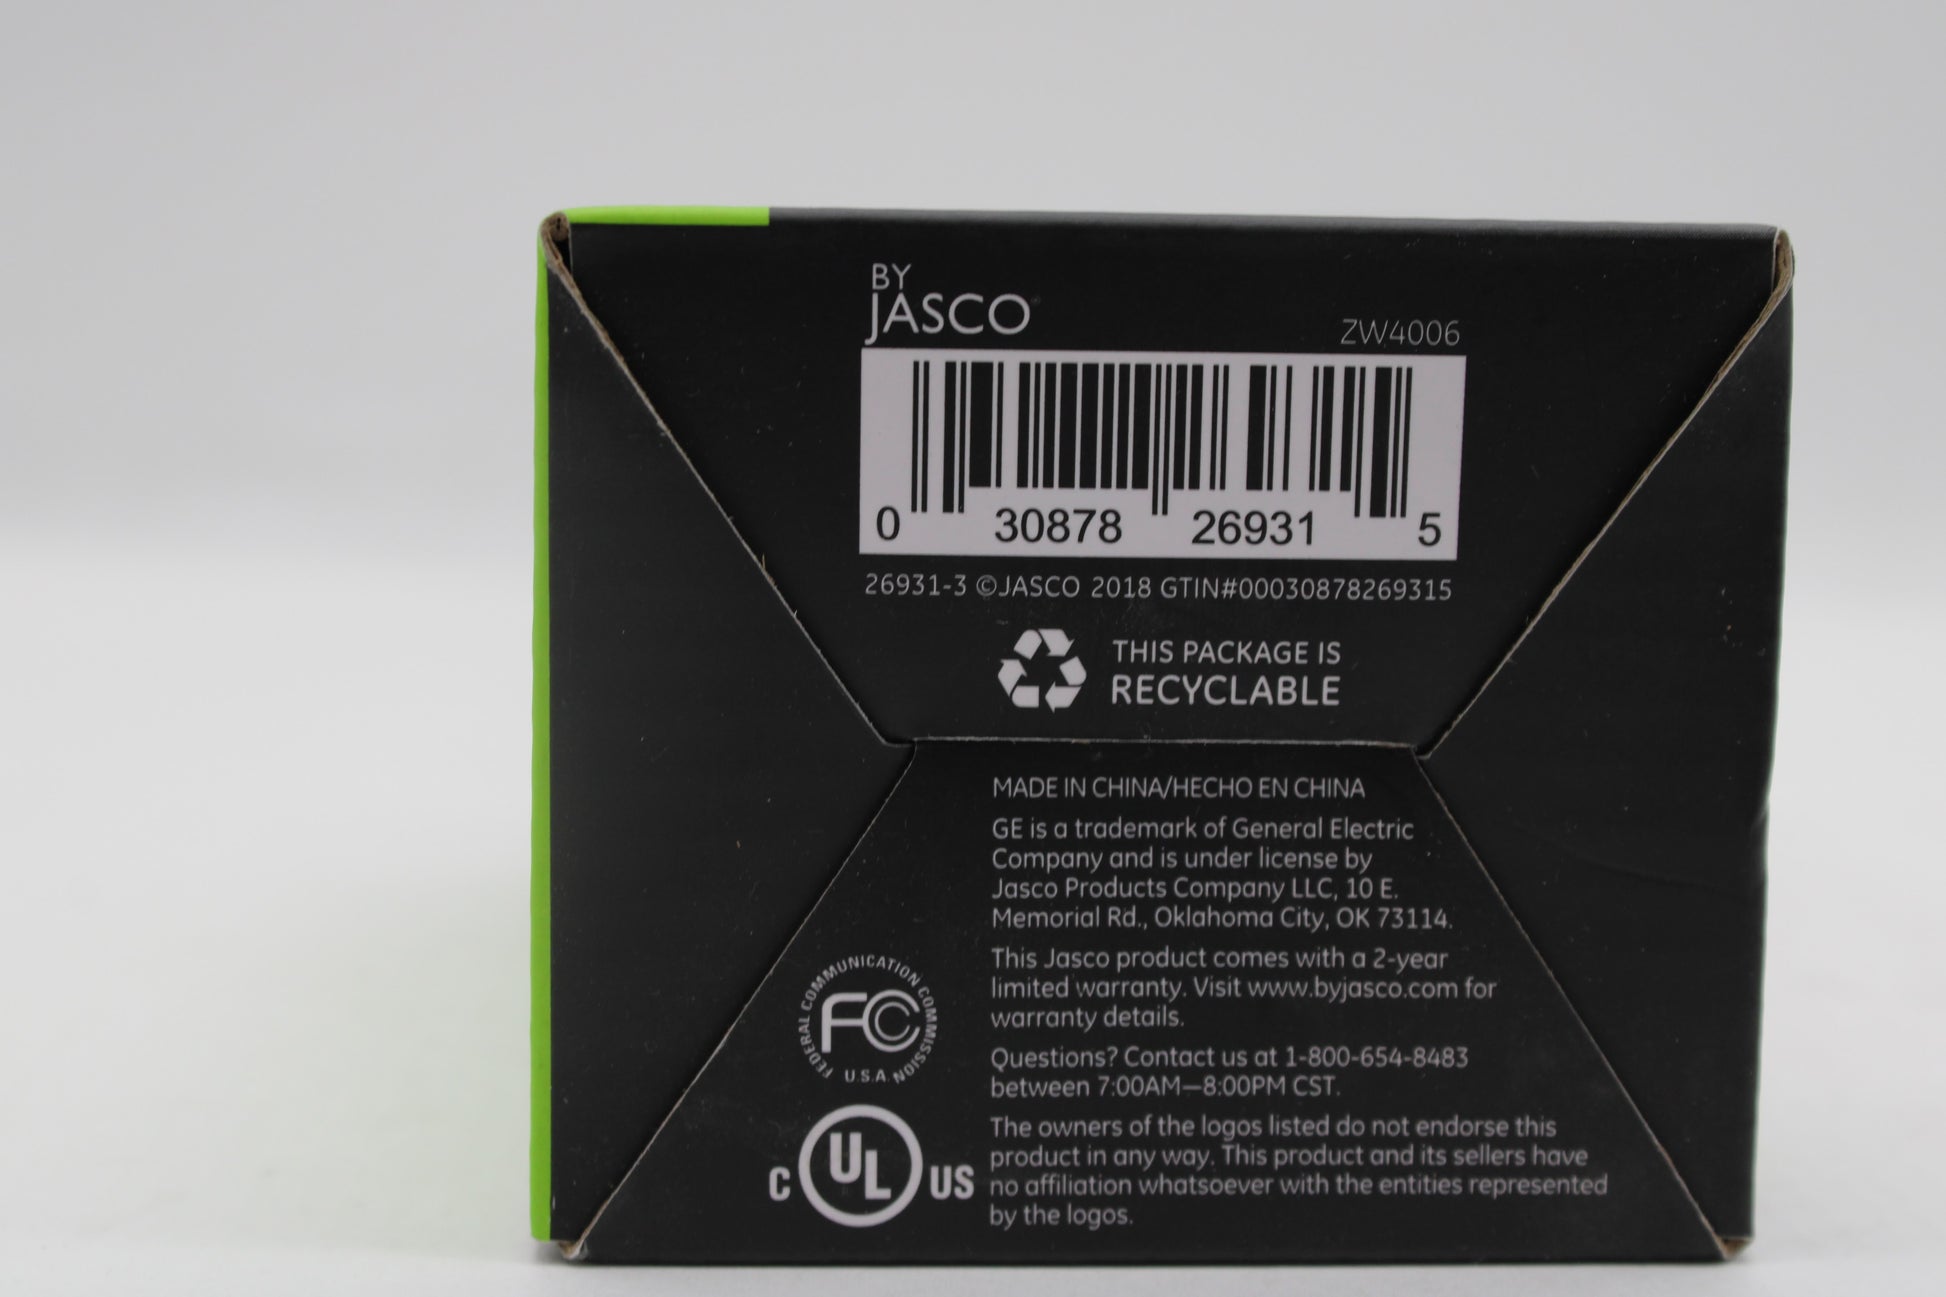 BY
JASCO
ZW4006
0 30878 26931 5
26931-3 ©JASCO 2018 GTIN#00030878269315
THIS PACKAGE IS
RECYCLABLE
MADE IN CHINA/HECHO EN CHINA
GE is a trademark of General Electric
Company and is under license by
Jasco Products Company LLC, 10 E.
Memorial Rd., Oklahoma City, OK 73114.
This Jasco product comes with a 2-year
limited warranty. Visit www.byjasco.com for
warranty details.
Questions? Contact us at 1-800-654-8483
between 7:00AM—8:00PM CST.
The owners of the logos listed do not endorse this
product in any way. This product and its sellers have
no affiliation whatsoever with the entities represented
by the logos.
FEDERAL COMMUNICATION COMMISSION
FC
U.S.A.
C UL US